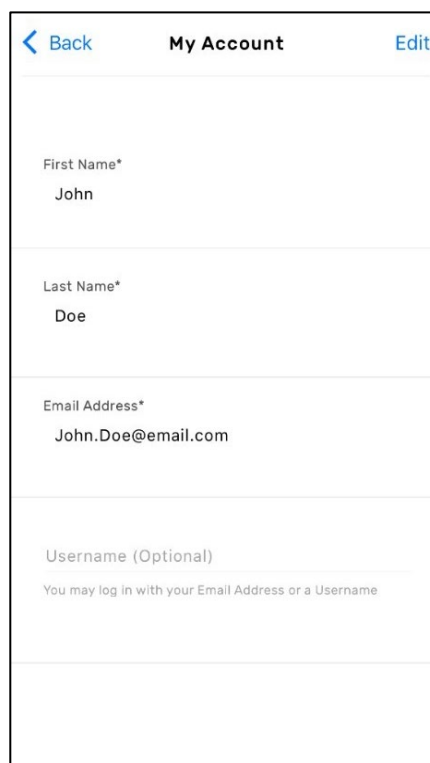 Back My Account Edit
First Name*
John
Last Name*
Doe
Email Address*
John.Doe@email.com
Username (Optional)
You may log in with your Email Address or a Username